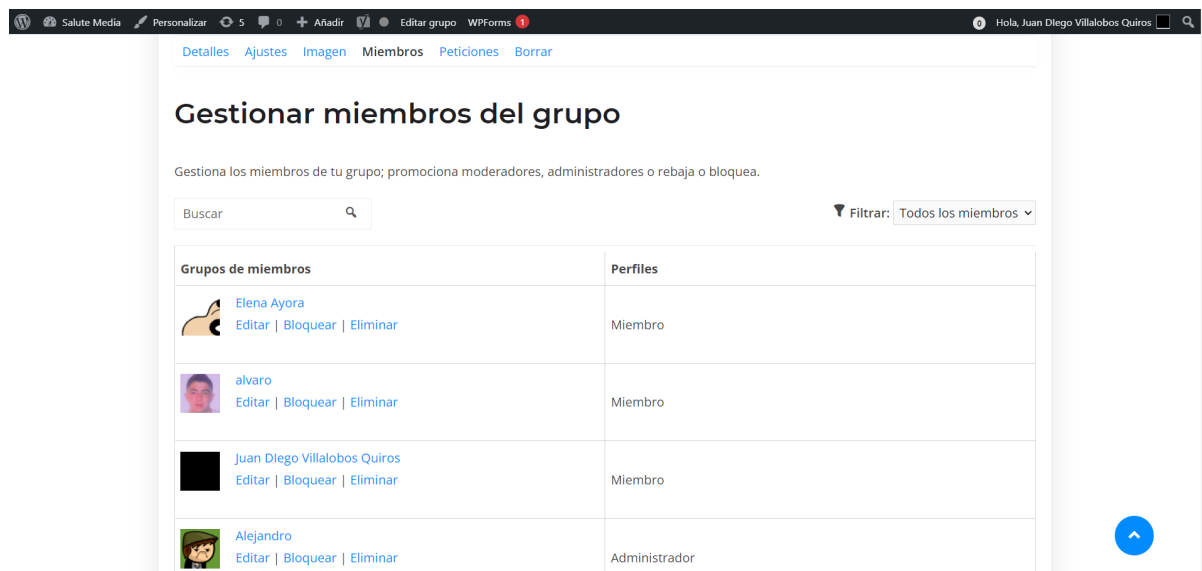 Salute Media Personalizar 5 0 Añadir Editar grupo WPForms 1 0 Hola, Juan DIego Villalobos Quiros
Detalles Ajustes Imagen Miembros Peticiones Borrar
Gestionar miembros del grupo
Gestiona los miembros de tu grupo; promociona moderadores, administradores o rebaja o bloquea.
Buscar Filtrar: Todos los miembros
Grupos de miembros Perfiles
Elena Ayora
Editar | Bloquear | Eliminar Miembro
alvaro
Editar | Bloquear | Eliminar Miembro
Juan DIego Villalobos Quiros
Editar | Bloquear | Eliminar Miembro
Alejandro
Editar | Bloquear | Eliminar Administrador